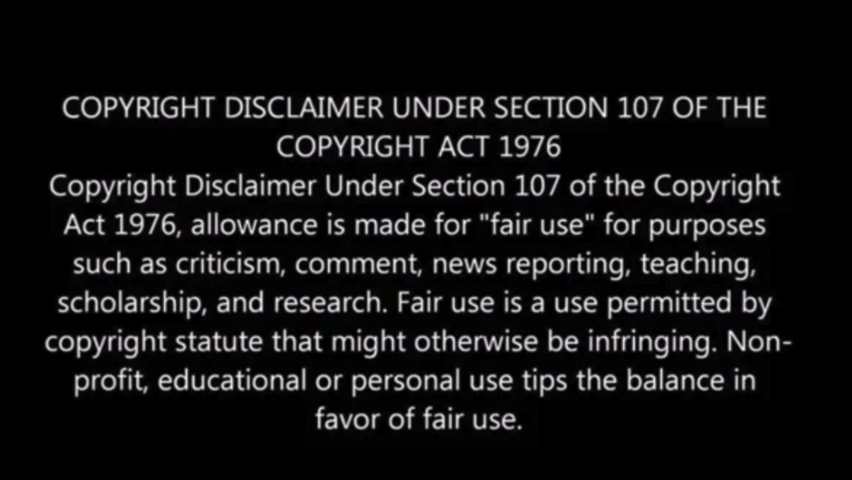 COPYRIGHT DISCLAIMER UNDER SECTION 107 OF THE
COPYRIGHT ACT 1976
Copyright Disclaimer Under Section 107 of the Copyright
Act 1976, allowance is made for "fair use" for purposes
such as criticism, comment, news reporting, teaching,
scholarship, and research. Fair use is a use permitted by
copyright statute that might otherwise be infringing. Non-
profit, educational or personal use tips the balance in
favor of fair use.